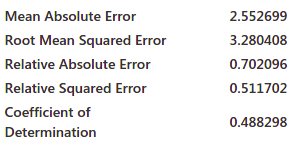 Mean Absolute Error 2.552699
Root Mean Squared Error 3.280408
Relative Absolute Error 0.702096
Relative Squared Error 0.511702
Coefficient of
Determination 0.488298